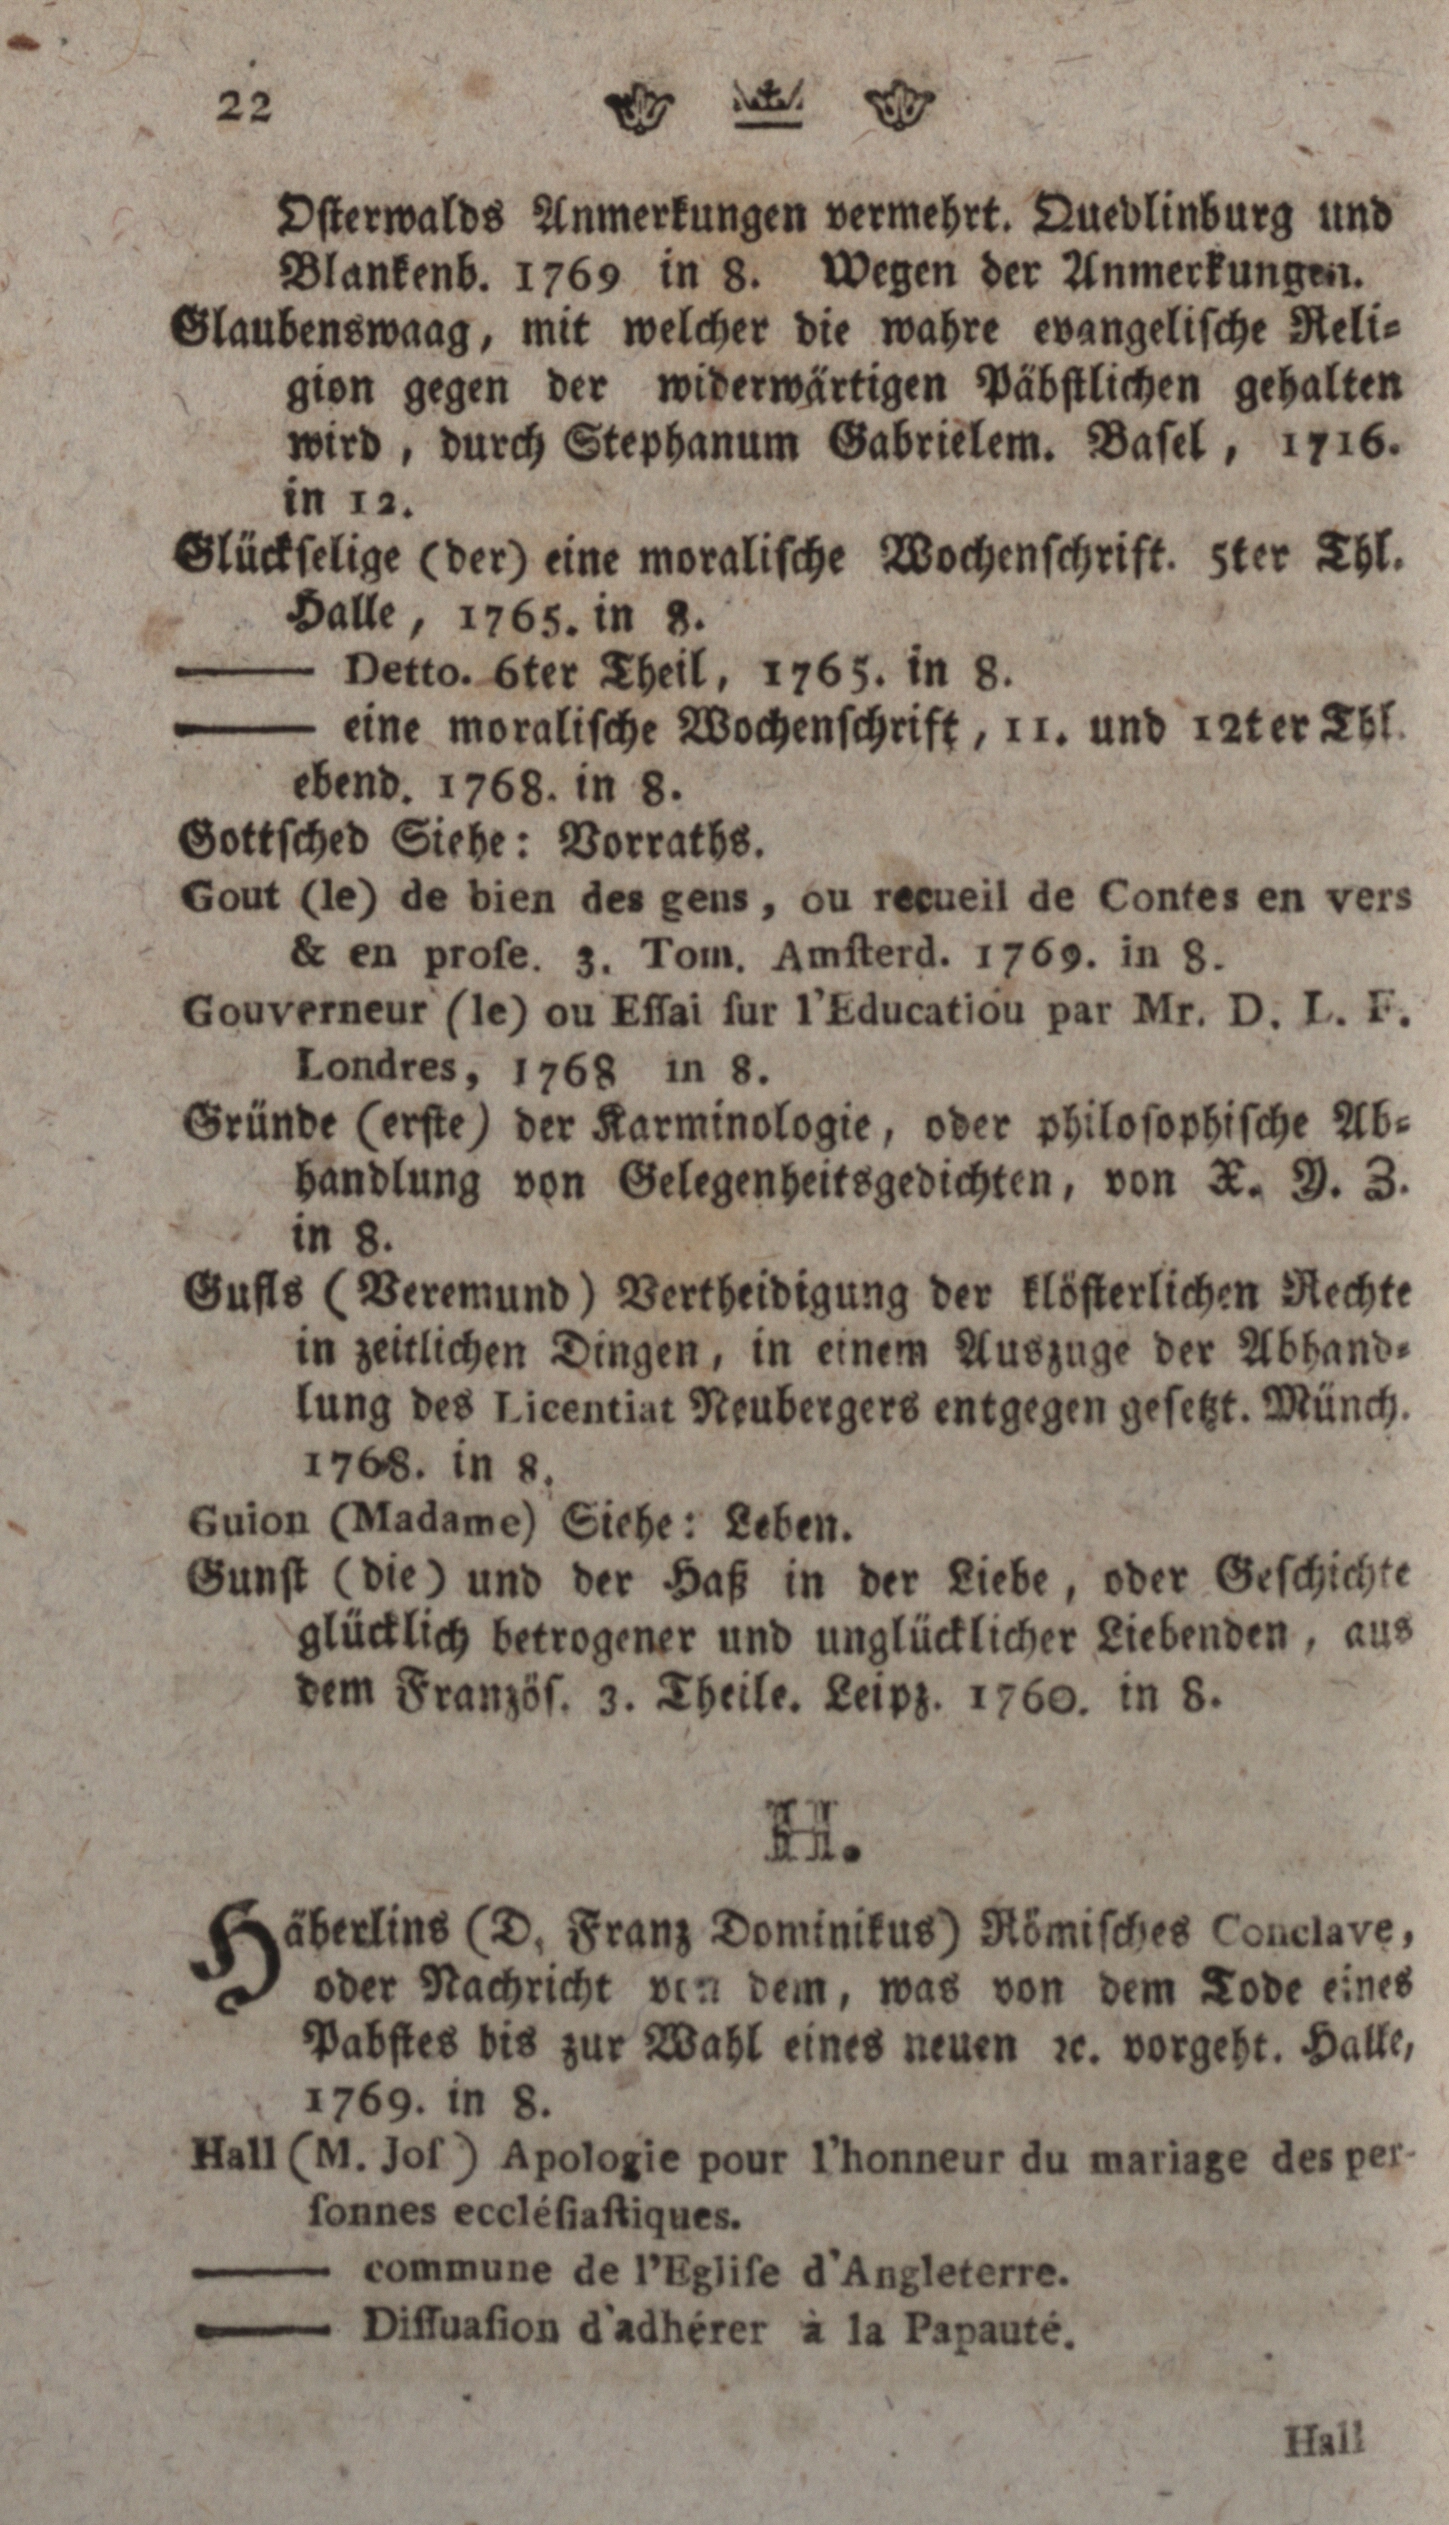 22
Osterwalds Anmerkungen vermehrt. Quedlinburg und
Blankenb. 1769 in 8. Wegen der Anmerkungen.
Glaubenswaag, mit welcher die wahre evangelische Reli⸗
gion gegen der widerwärtigen Päbstlichen gehalten
wird, durch Stephanum Gabrielem. Basel, 1716.
in 12.
Glückselige (der) eine moralische Wochenschrift. 5ter Thl.
Halle, 1765. in 8.
—— Detto. 6ter Theil, 1765. in 8.
—— eine moralische Wochenschrift, 11. und 12ter Thl.
ebend. 1768. in 8.
Gottsched Siehe: Vorraths.
Gout (le) de bien des gens, ou recueil de Contes en vers
& en proſe. 3. Tom. Amſterd. 1769. in 8.
Gouverneur (le) ou Eſſai ſur l'Educatiou par Mr. D. L. F.
Londres, 1768 in 8.
Gründe (erste) der Karminologie, oder philosophische Ab⸗
handlung von Gelegenheitsgedichten, von X. Y. Z.
in 8.
Gufls (Veremund) Vertheidigung der klösterlichen Rechte
in zeitlichen Dingen, in einem Auszuge der Abhand⸗
lung des Licentiat Neubergers entgegen gesetzt. Münch.
1768. in 8.
Guion (Madame) Siehe: Leben.
Gunst (die) und der Haß in der Liebe, oder Geschichte
glücklich betrogener und unglücklicher Liebenden, aus
dem Französ. 3. Theile. Leipz. 1760. in 8.
H.
Häberlins (D. Franz Dominikus) Römisches Conclave,
oder Nachricht von dem, was von dem Tode eines
Pabstes bis zur Wahl eines neuen ꝛc. vorgeht. Halle,
1769. in 8.
Hall (M. Joſ) Apologie pour l'honneur du mariage des per-
ſonnes eccléſiaſtiques.
—— commune de l'Egliſe d'Angleterre.
—— Diſſuaſion d'adhérer à la Papauté.
Hall